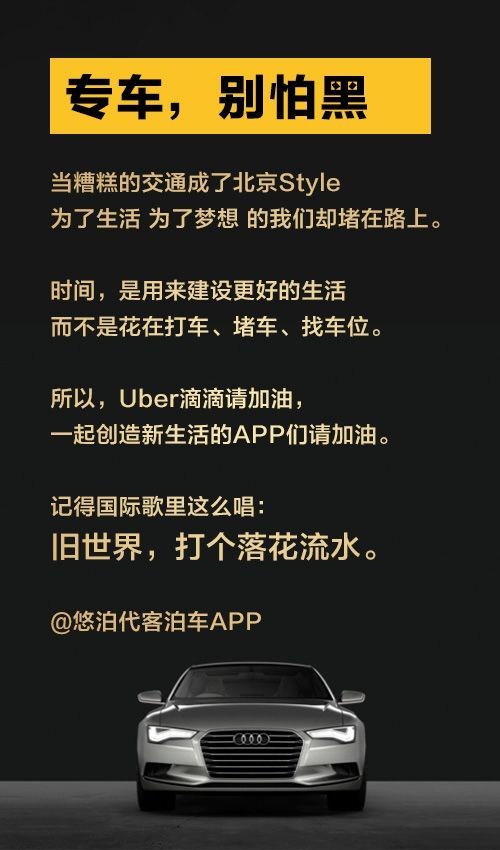 专车，别怕黑
当糟糕的交通成了北京Style
为了生活 为了梦想 的我们却堵在路上。
时间，是用来建设更好的生活
而不是花在打车、堵车、找车位。
所以，Uber滴滴请加油，
一起创造新生活的APP们请加油。
记得国际歌里这么唱：
旧世界，打个落花流水。
@悠泊代客泊车APP